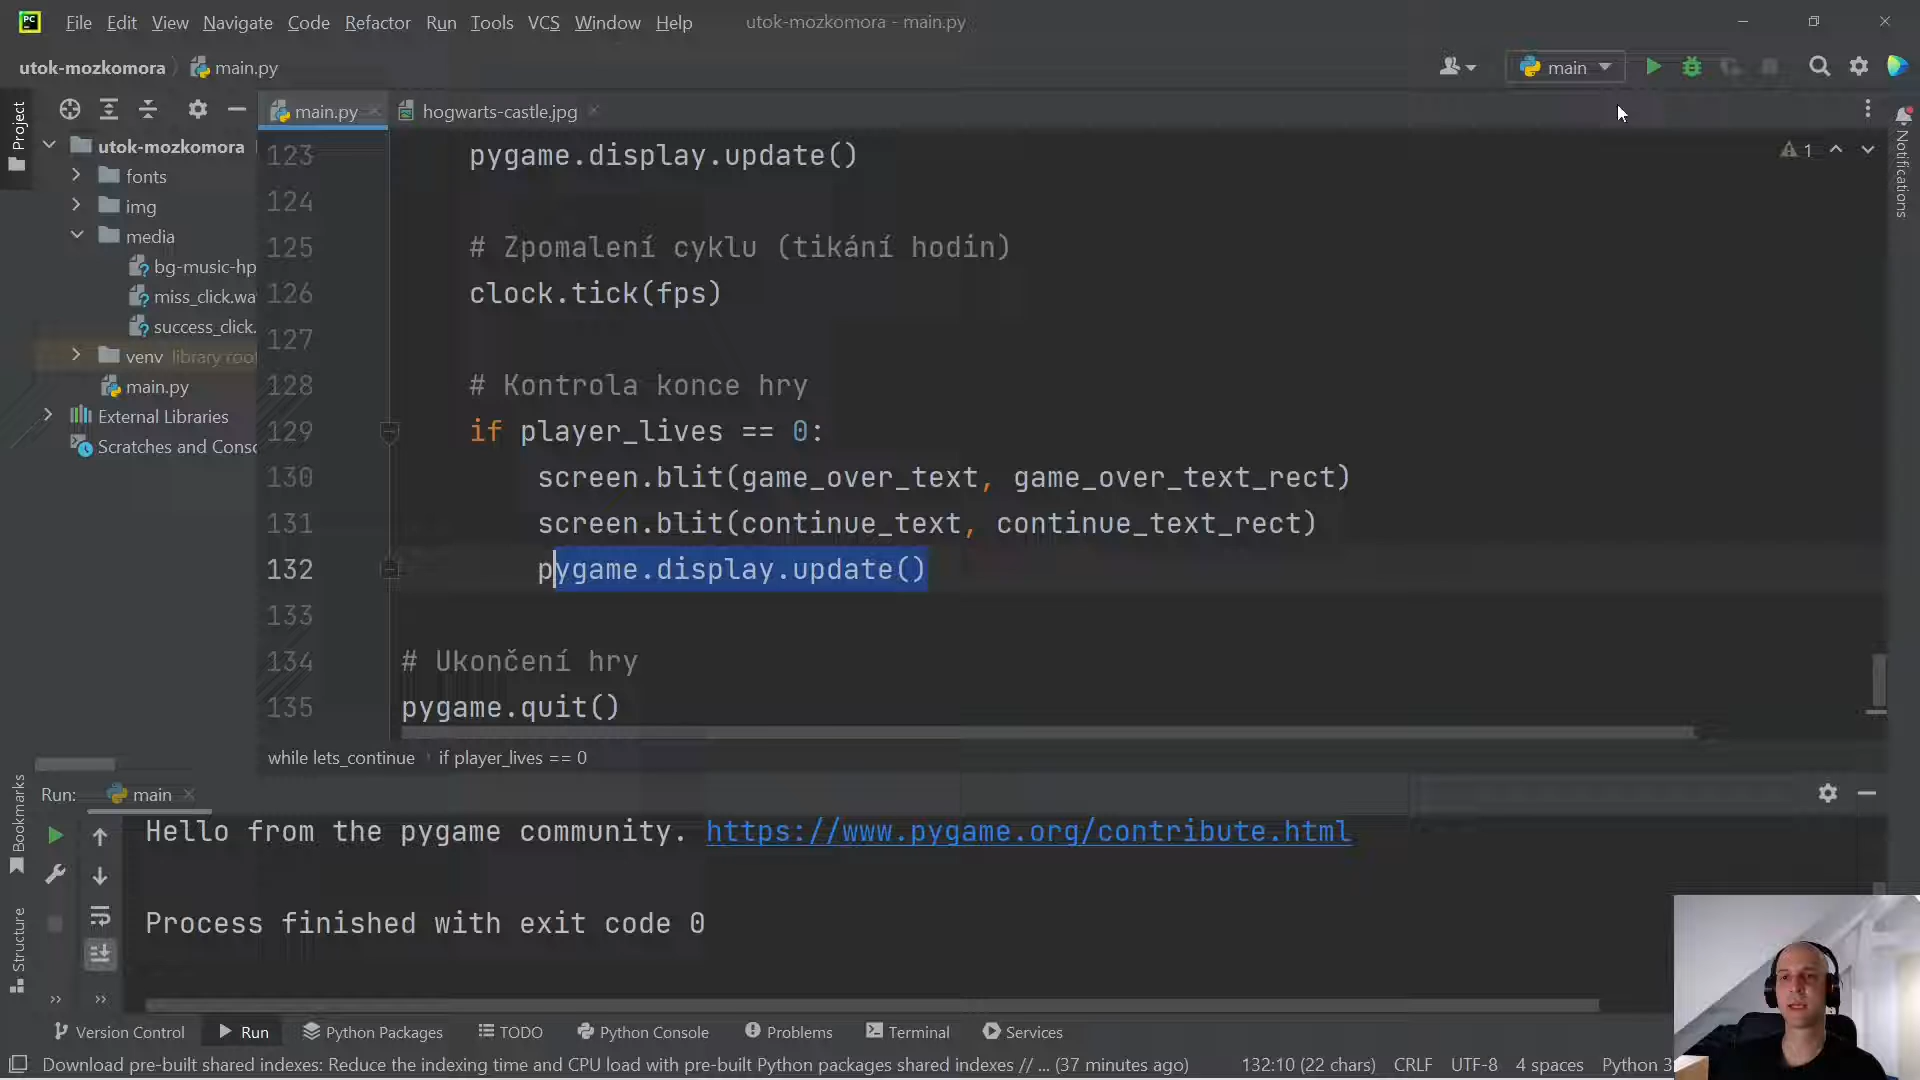 PC File Edit View Navigate Code Refactor Run Tools VCS Window Help utok-mozkomora - main.py
utok-mozkomora main.py main
Project
main.py hogwarts-castle.jpg
utok-mozkomora
fonts
img
media
bg-music-hp
miss_click.wa
success_click.
venv library root
main.py
External Libraries
Scratches and Conso
1
Notifications
123 pygame.display.update()
124
125 # Zpomalení cyklu (tikání hodin)
126 clock.tick(fps)
127
128 # Kontrola konce hry
129 if player_lives == 0:
130 screen.blit(game_over_text, game_over_text_rect)
131 screen.blit(continue_text, continue_text_rect)
132 pygame.display.update()
133
134 # Ukončení hry
135 pygame.quit()
while lets_continue if player_lives == 0
Bookmarks
Structure
Run: main
Hello from the pygame community. https://www.pygame.org/contribute.html
Process finished with exit code 0
Version Control Run Python Packages TODO Python Console Problems Terminal Services
Download pre-built shared indexes: Reduce the indexing time and CPU load with pre-built Python packages shared indexes // ... (37 minutes ago) 132:10 (22 chars) CRLF UTF-8 4 spaces Python 3